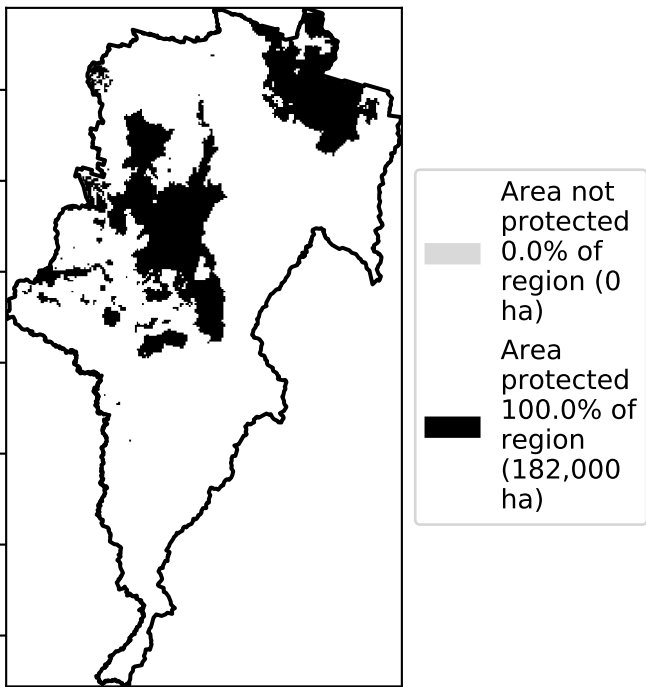 Area not
protected
0.0% of
region (0
ha)
Area
protected
100.0% of
region
(182,000
ha)